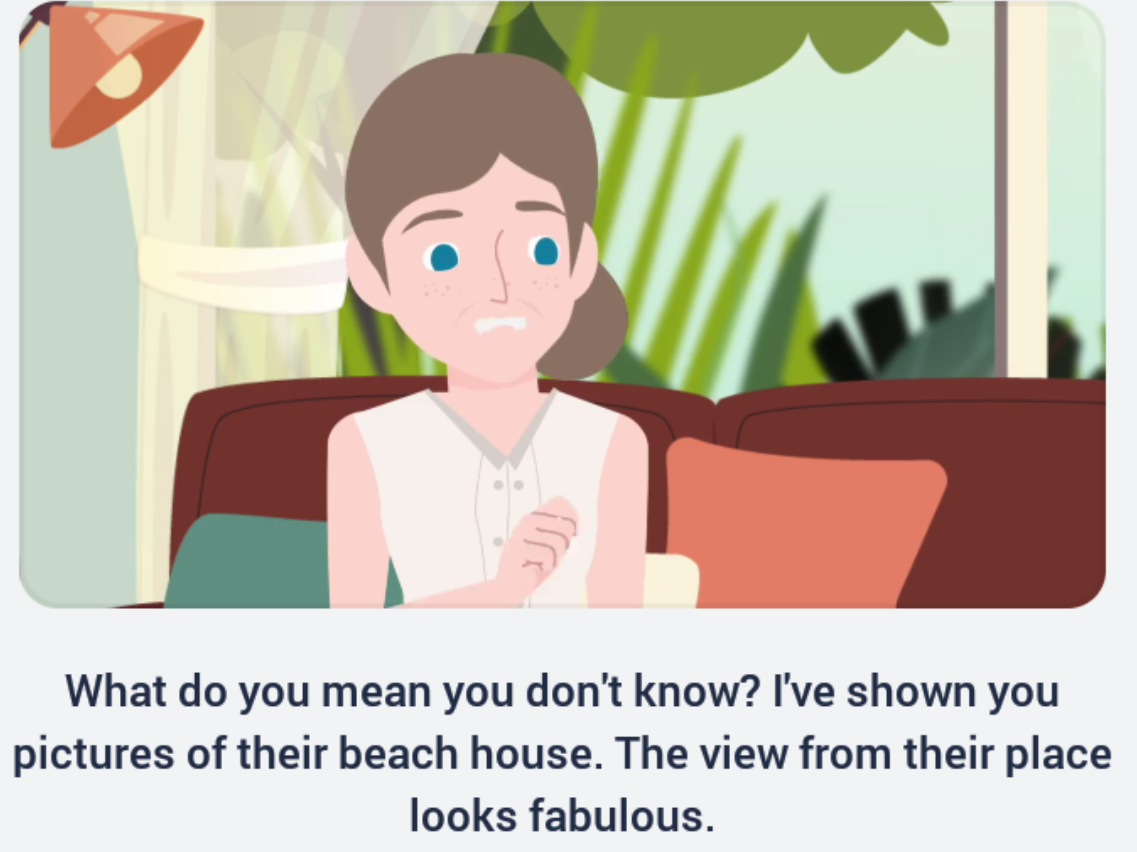 What do you mean you don't know? I've shown you
pictures of their beach house. The view from their place
looks fabulous.